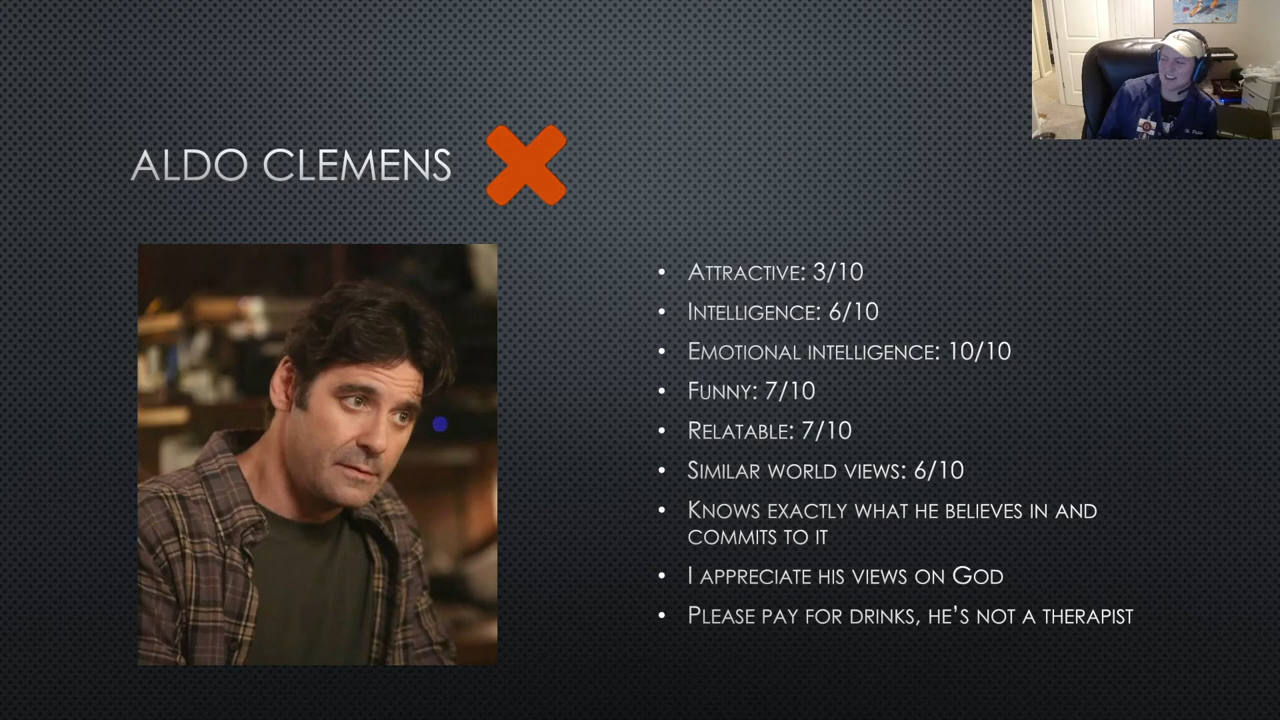 ALDO CLEMENS
• ATTRACTIVE: 3/10
• INTELLIGENCE: 6/10
• EMOTIONAL INTELLIGENCE: 10/10
• FUNNY: 7/10
• RELATABLE: 7/10
• SIMILAR WORLD VIEWS: 6/10
• KNOWS EXACTLY WHAT HE BELIEVES IN AND
COMMITS TO IT
• I APPRECIATE HIS VIEWS ON GOD
• PLEASE PAY FOR DRINKS, HE’S NOT A THERAPIST